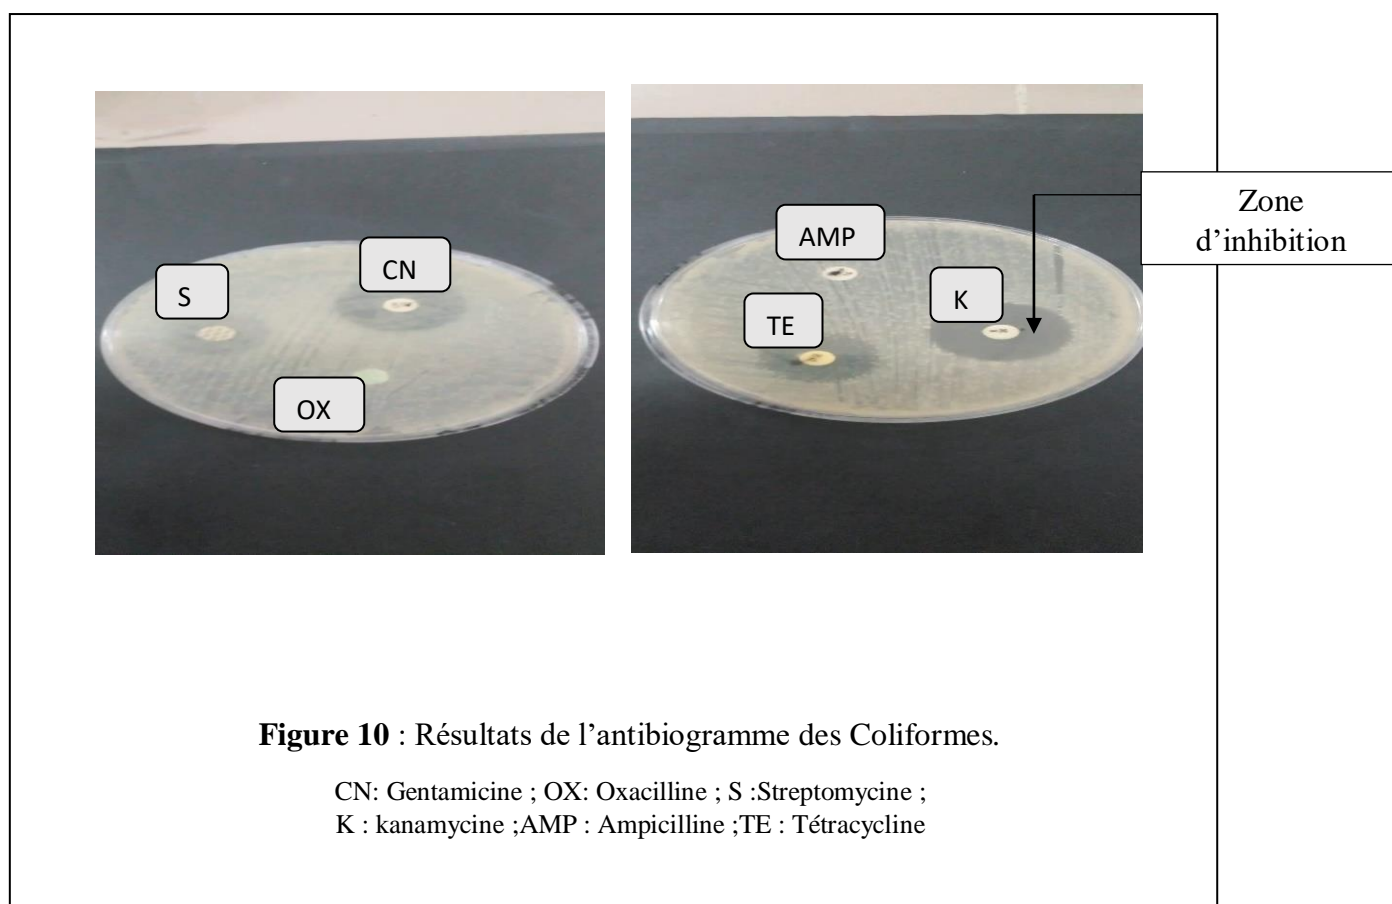 S
CN
OX
AMP
TE
K
Zone
d’inhibition
Figure 10 : Résultats de l’antibiogramme des Coliformes.
CN: Gentamicine ; OX: Oxacilline ; S :Streptomycine ;
K : kanamycine ;AMP : Ampicilline ;TE : Tétracycline